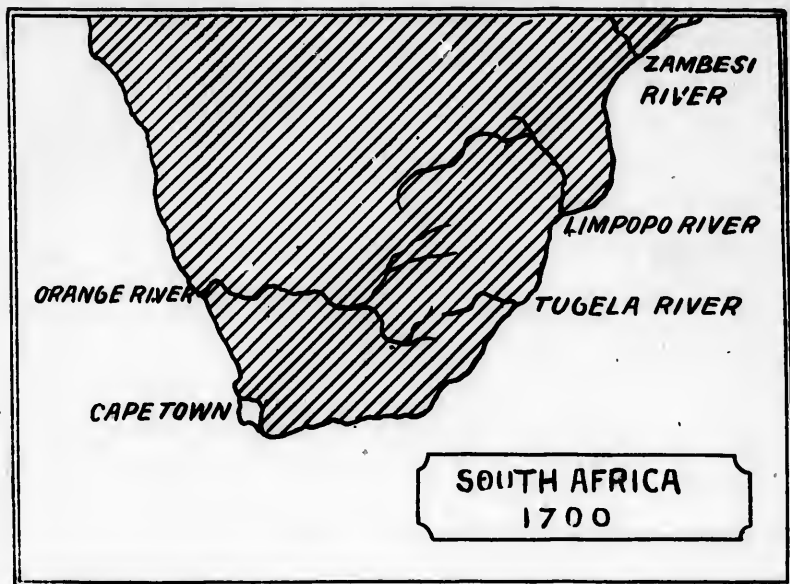 ZAMBESI
RIVER
LIMPOPO RIVER
ORANGE RIVER
TUGELA RIVER
CAPE TOWN
SOUTH AFRICA
1700